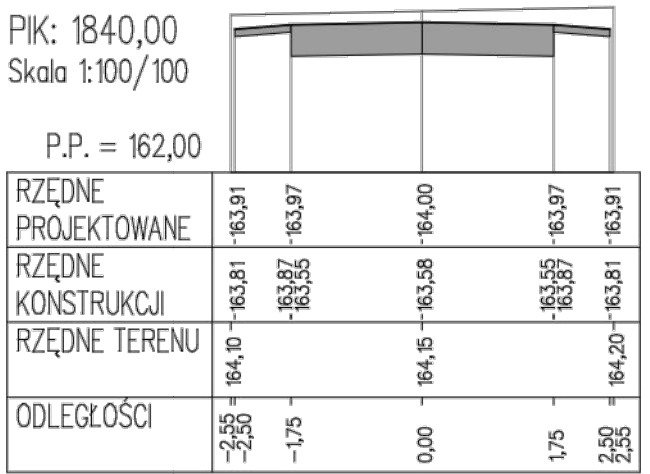 PIK: 1840,00
Skala 1:100/100
P.P. = 162,00
RZĘDNE PROJEKTOWANE
163,91 163,97 164,00 163,97 163,91
RZĘDNE KONSTRUKCJI
163,81 163,87 163,55 163,58 163,55 163,87 163,81
RZĘDNE TERENU
164,10 164,15 164,20
ODLEGŁOŚCI
-2,55 -2,50 -1,75 0,00 1,75 2,50 2,55